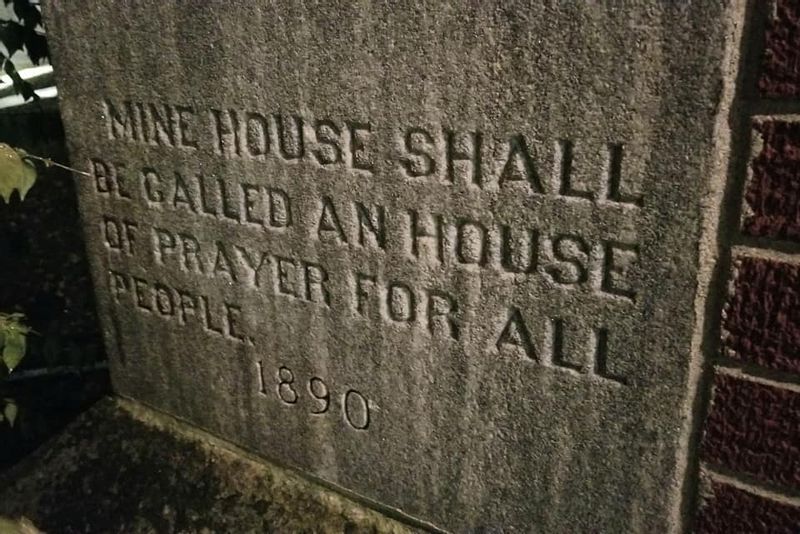 MINE HOUSE SHALL
BE CALLED AN HOUSE
OF PRAYER FOR ALL
PEOPLE.
1890